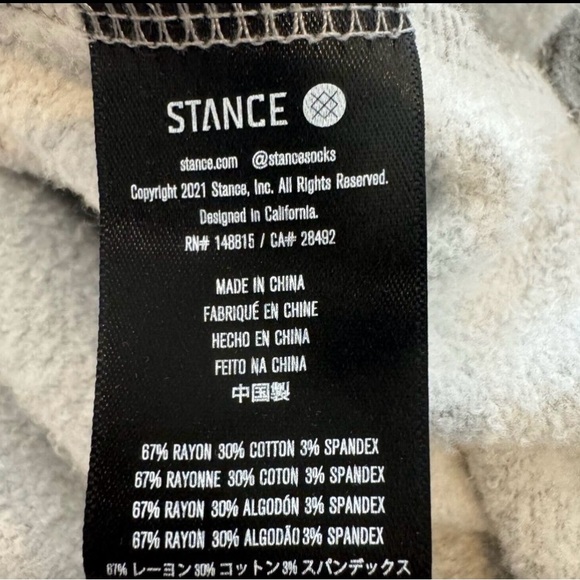 STANCE
stance.com @stancesocks
Copyright 2021 Stance, Inc. All Rights Reserved.
Designed in California.
RN# 148815 / CA# 28492
MADE IN CHINA
FABRIQUÉ EN CHINE
HECHO EN CHINA
FEITO NA CHINA
中国製
67% RAYON 30% COTTON 3% SPANDEX
67% RAYONNE 30% COTON 3% SPANDEX
67% RAYON 30% ALGODÓN 3% SPANDEX
67% RAYON 30% ALGODÃO 3% SPANDEX
67% レーヨン 30% コットン 3% スパンデックス